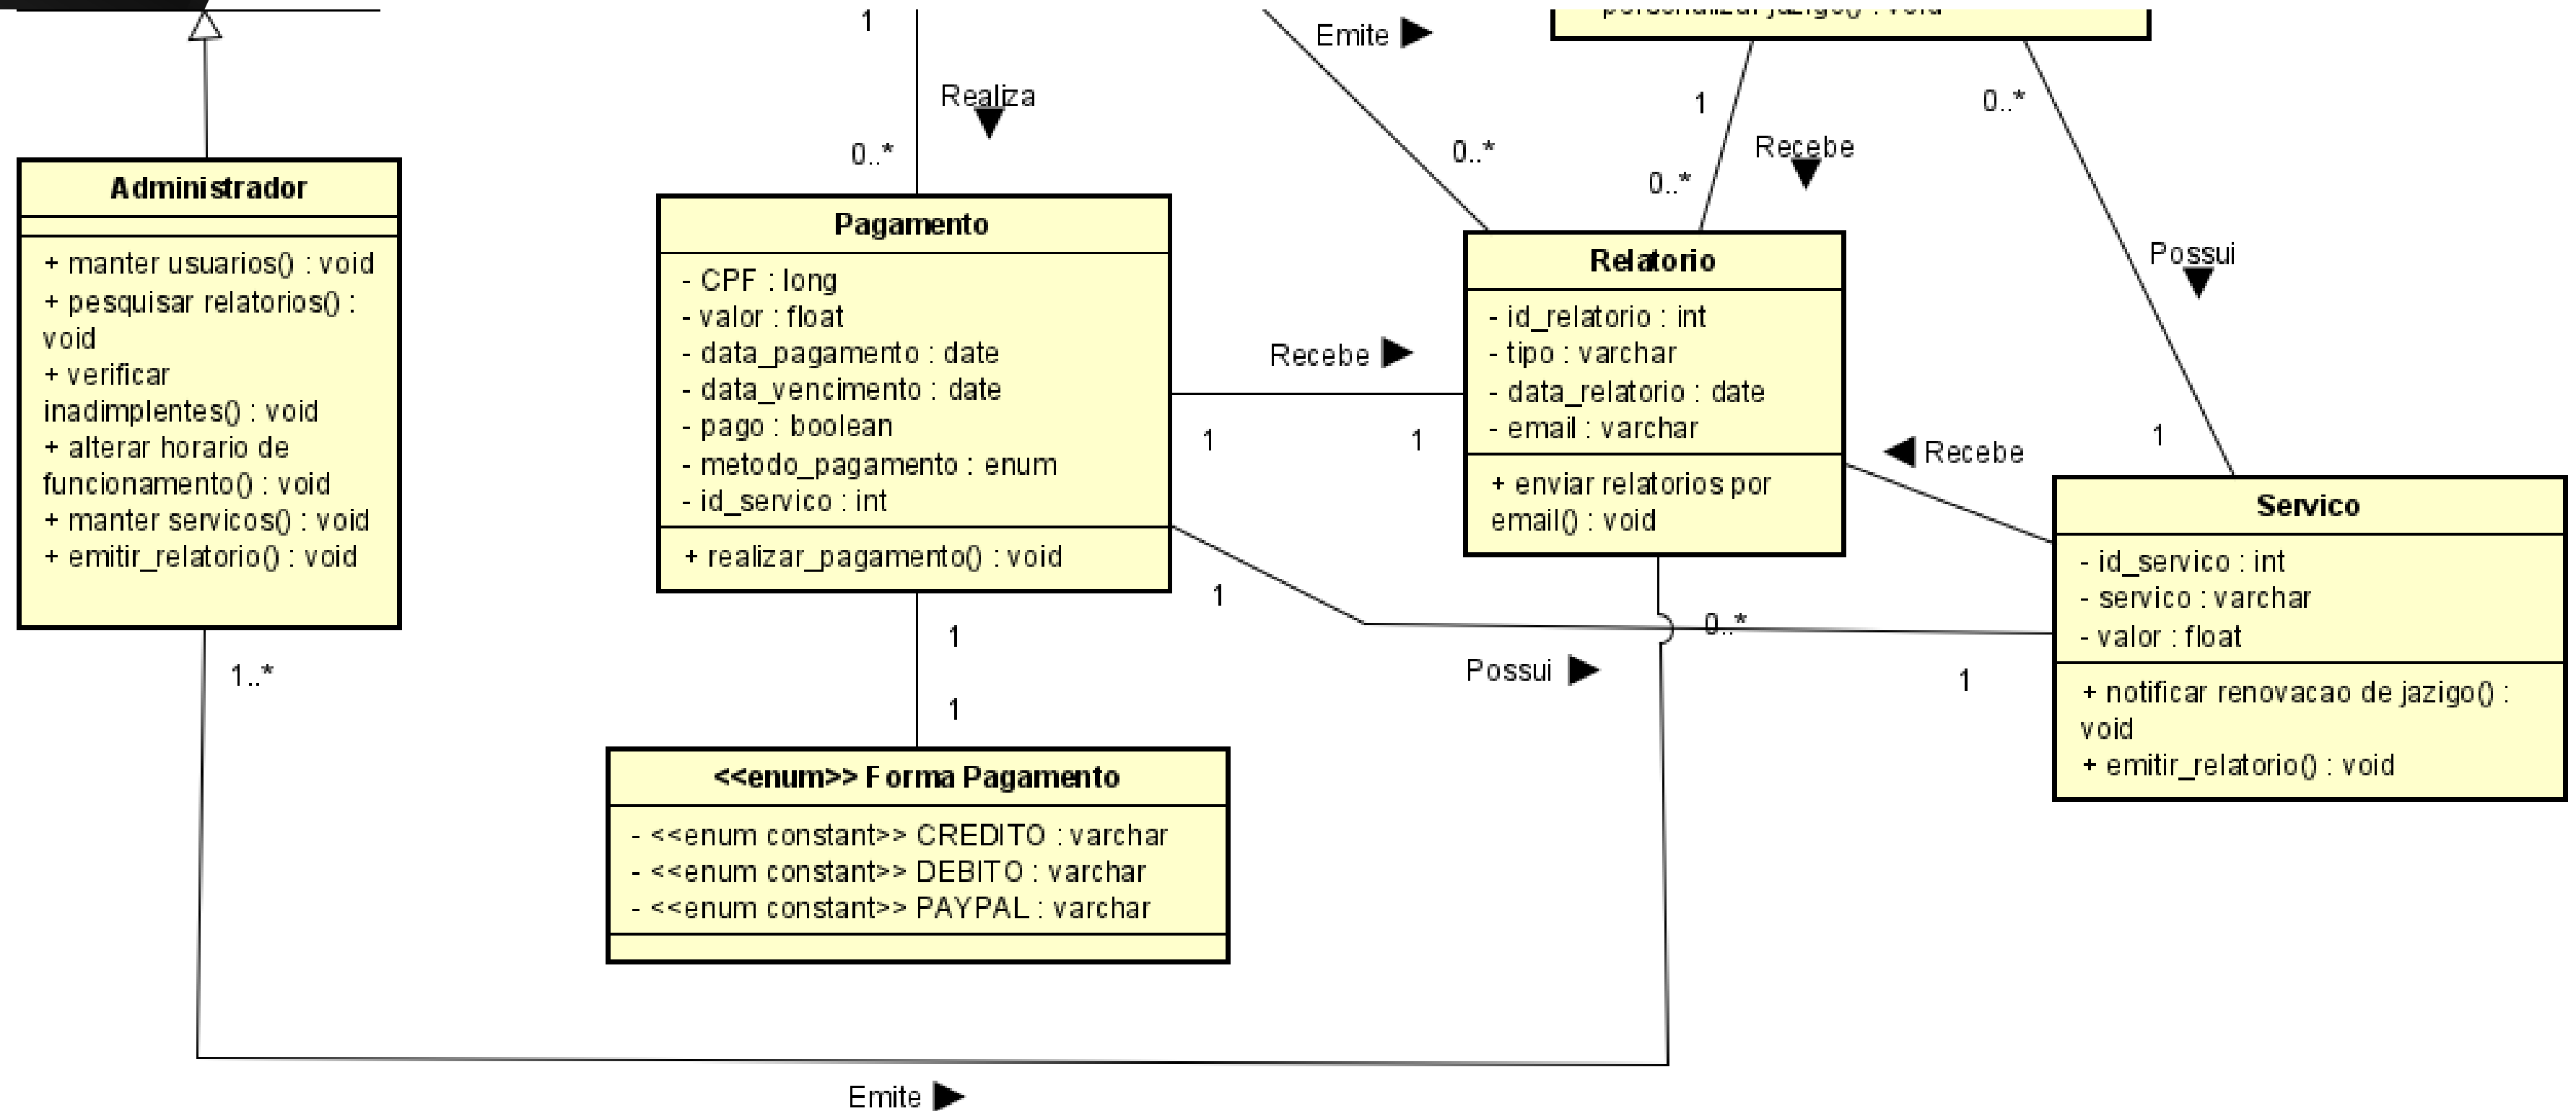 personalizar jazigo() : void
1
Emite
Realiza
0..*
1
0..*
Recebe
0..*
0..*
Possui
1
Administrador
+ manter usuarios() : void
+ pesquisar relatorios() :
void
+ verificar
inadimplentes() : void
+ alterar horario de
funcionamento() : void
+ manter servicos() : void
+ emitir_relatorio() : void
1..*
Pagamento
- CPF : long
- valor : float
- data_pagamento : date
- data_vencimento : date
- pago : boolean
- metodo_pagamento : enum
- id_servico : int
+ realizar_pagamento() : void
Recebe
1
1
Relatorio
- id_relatorio : int
- tipo : varchar
- data_relatorio : date
- email : varchar
+ enviar relatorios por
email() : void
Recebe
Servico
- id_servico : int
- servico : varchar
- valor : float
+ notificar renovacao de jazigo() :
void
+ emitir_relatorio() : void
1
0..*
Possui
1
1
1
<<enum>> Forma Pagamento
- <<enum constant>> CREDITO : varchar
- <<enum constant>> DEBITO : varchar
- <<enum constant>> PAYPAL : varchar
Emite